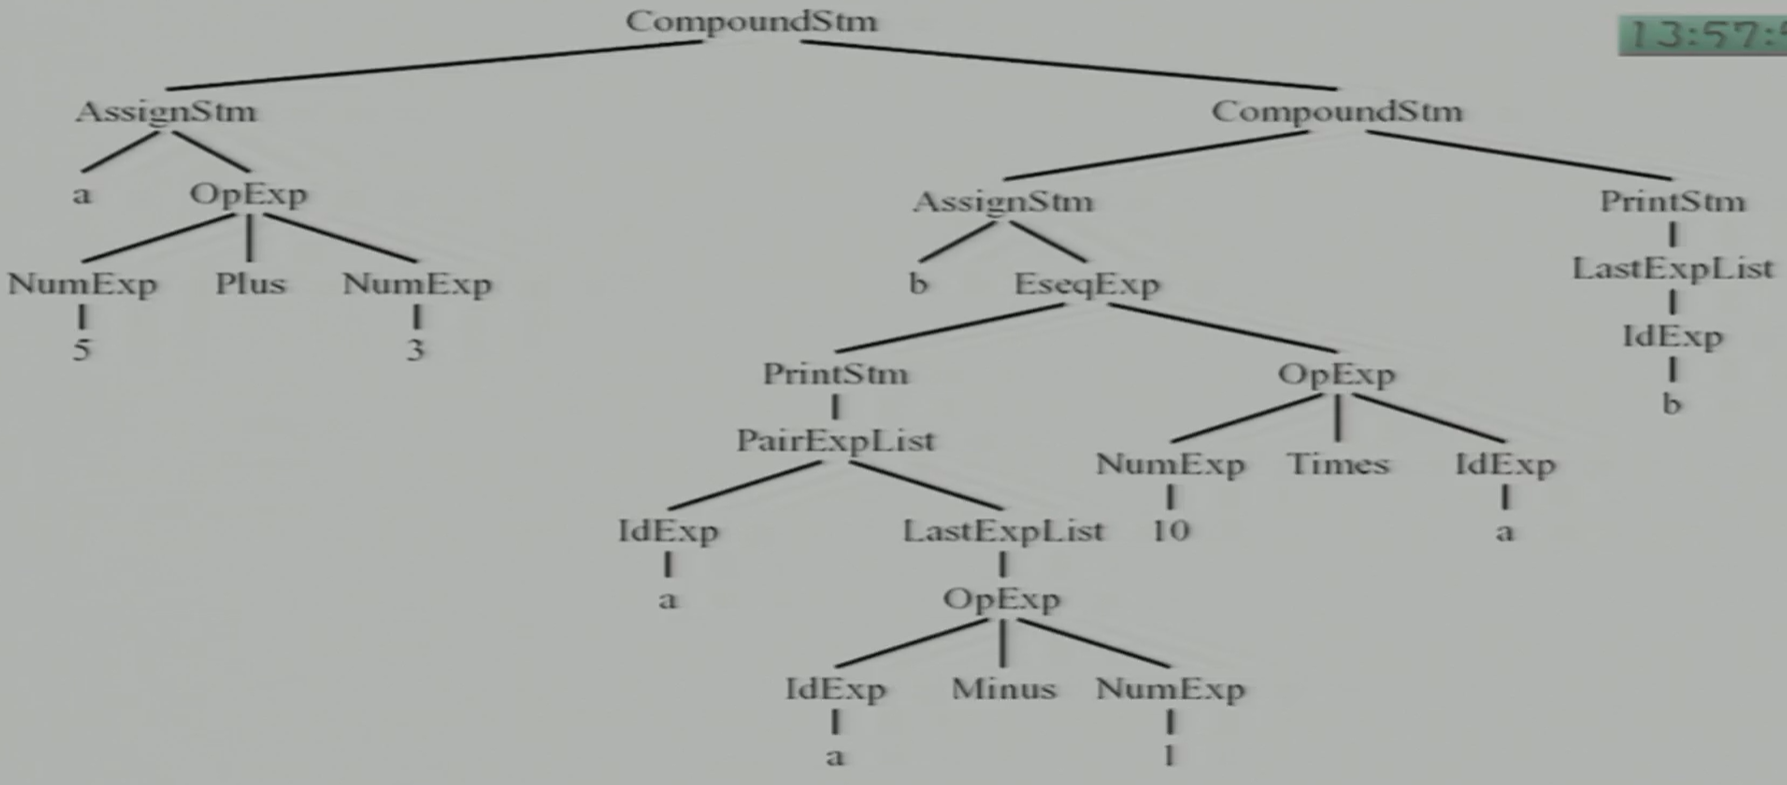 CompoundStm
13:57:
AssignStm CompoundStm
a OpExp AssignStm PrintStm
NumExp Plus NumExp b EseqExp LastExpList
5 3 PrintStm OpExp IdExp
b
PairExpList NumExp Times IdExp
IdExp LastExpList 10 a
a OpExp
IdExp Minus NumExp
a 1